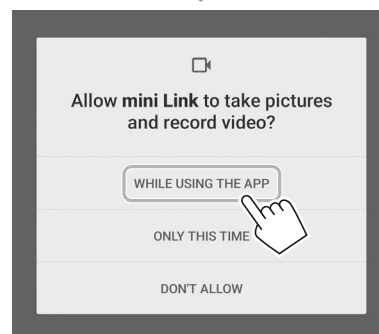 Allow mini Link to take pictures
and record video?
WHILE USING THE APP
ONLY THIS TIME
DON'T ALLOW